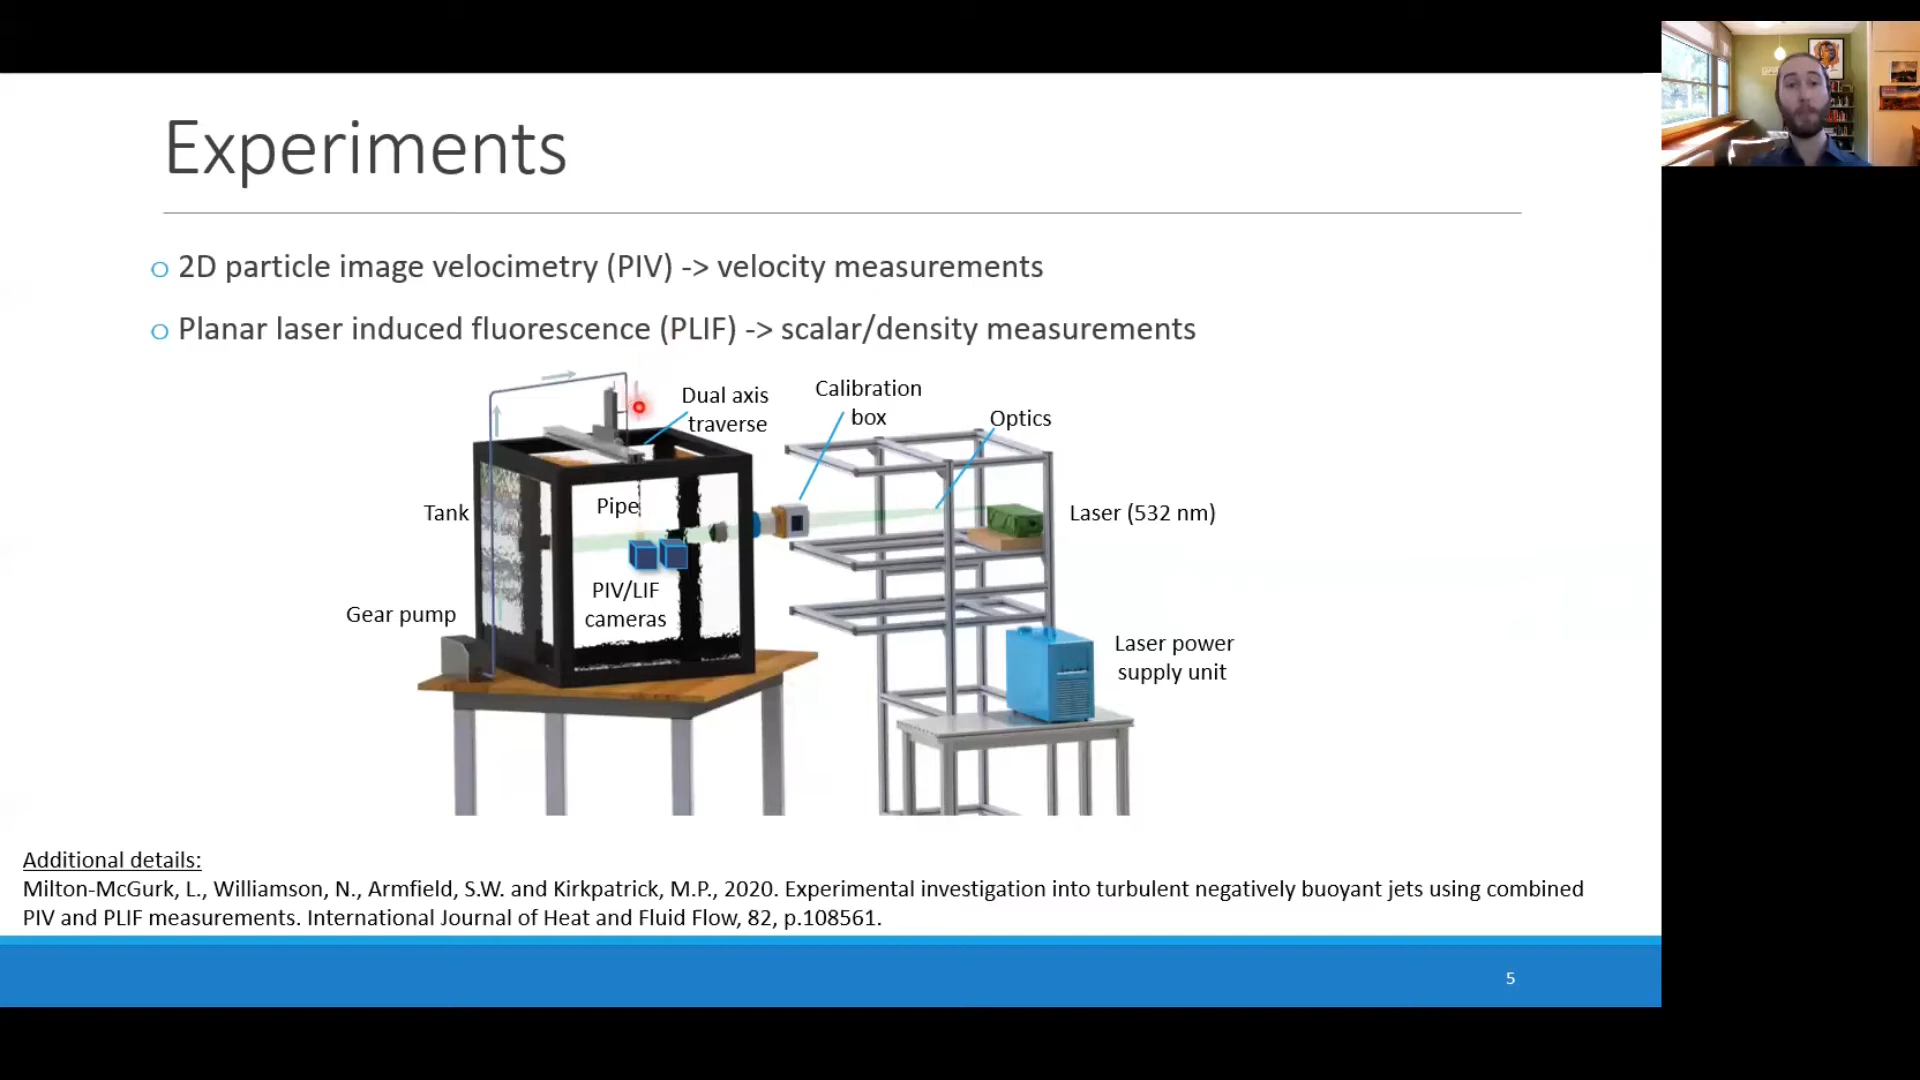 Experiments
o 2D particle image velocimetry (PIV) -> velocity measurements
o Planar laser induced fluorescence (PLIF) -> scalar/density measurements
Dual axis
traverse
Calibration
box
Optics
Tank
Pipe
Laser (532 nm)
PIV/LIF
cameras
Gear pump
Laser power
supply unit
Additional details:
Milton-McGurk, L., Williamson, N., Armfield, S.W. and Kirkpatrick, M.P., 2020. Experimental investigation into turbulent negatively buoyant jets using combined
PIV and PLIF measurements. International Journal of Heat and Fluid Flow, 82, p.108561.
5